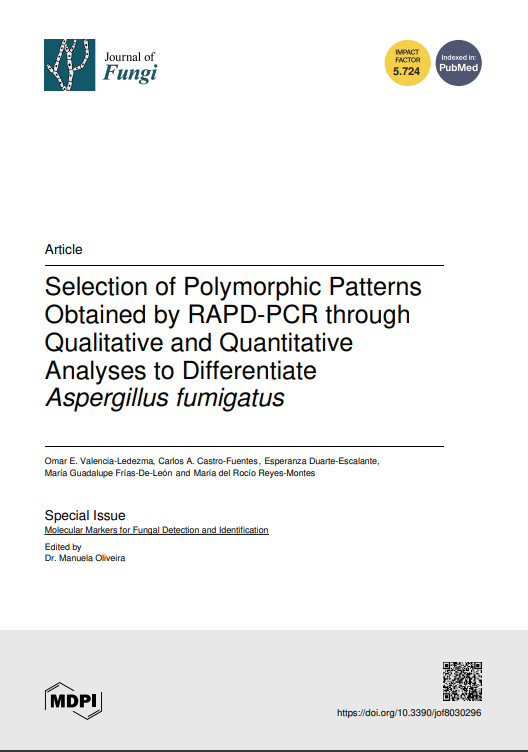 Journal of
Fungi
IMPACT
FACTOR
5.724
Indexed in:
PubMed
Article
Selection of Polymorphic Patterns
Obtained by RAPD-PCR through
Qualitative and Quantitative
Analyses to Differentiate
Aspergillus fumigatus
Omar E. Valencia-Ledezma, Carlos A. Castro-Fuentes, Esperanza Duarte-Escalante,
María Guadalupe Frías-De-León and María del Rocío Reyes-Montes
Special Issue
Molecular Markers for Fungal Detection and Identification
Edited by
Dr. Manuela Oliveira
MDPI
https://doi.org/10.3390/jof8030296